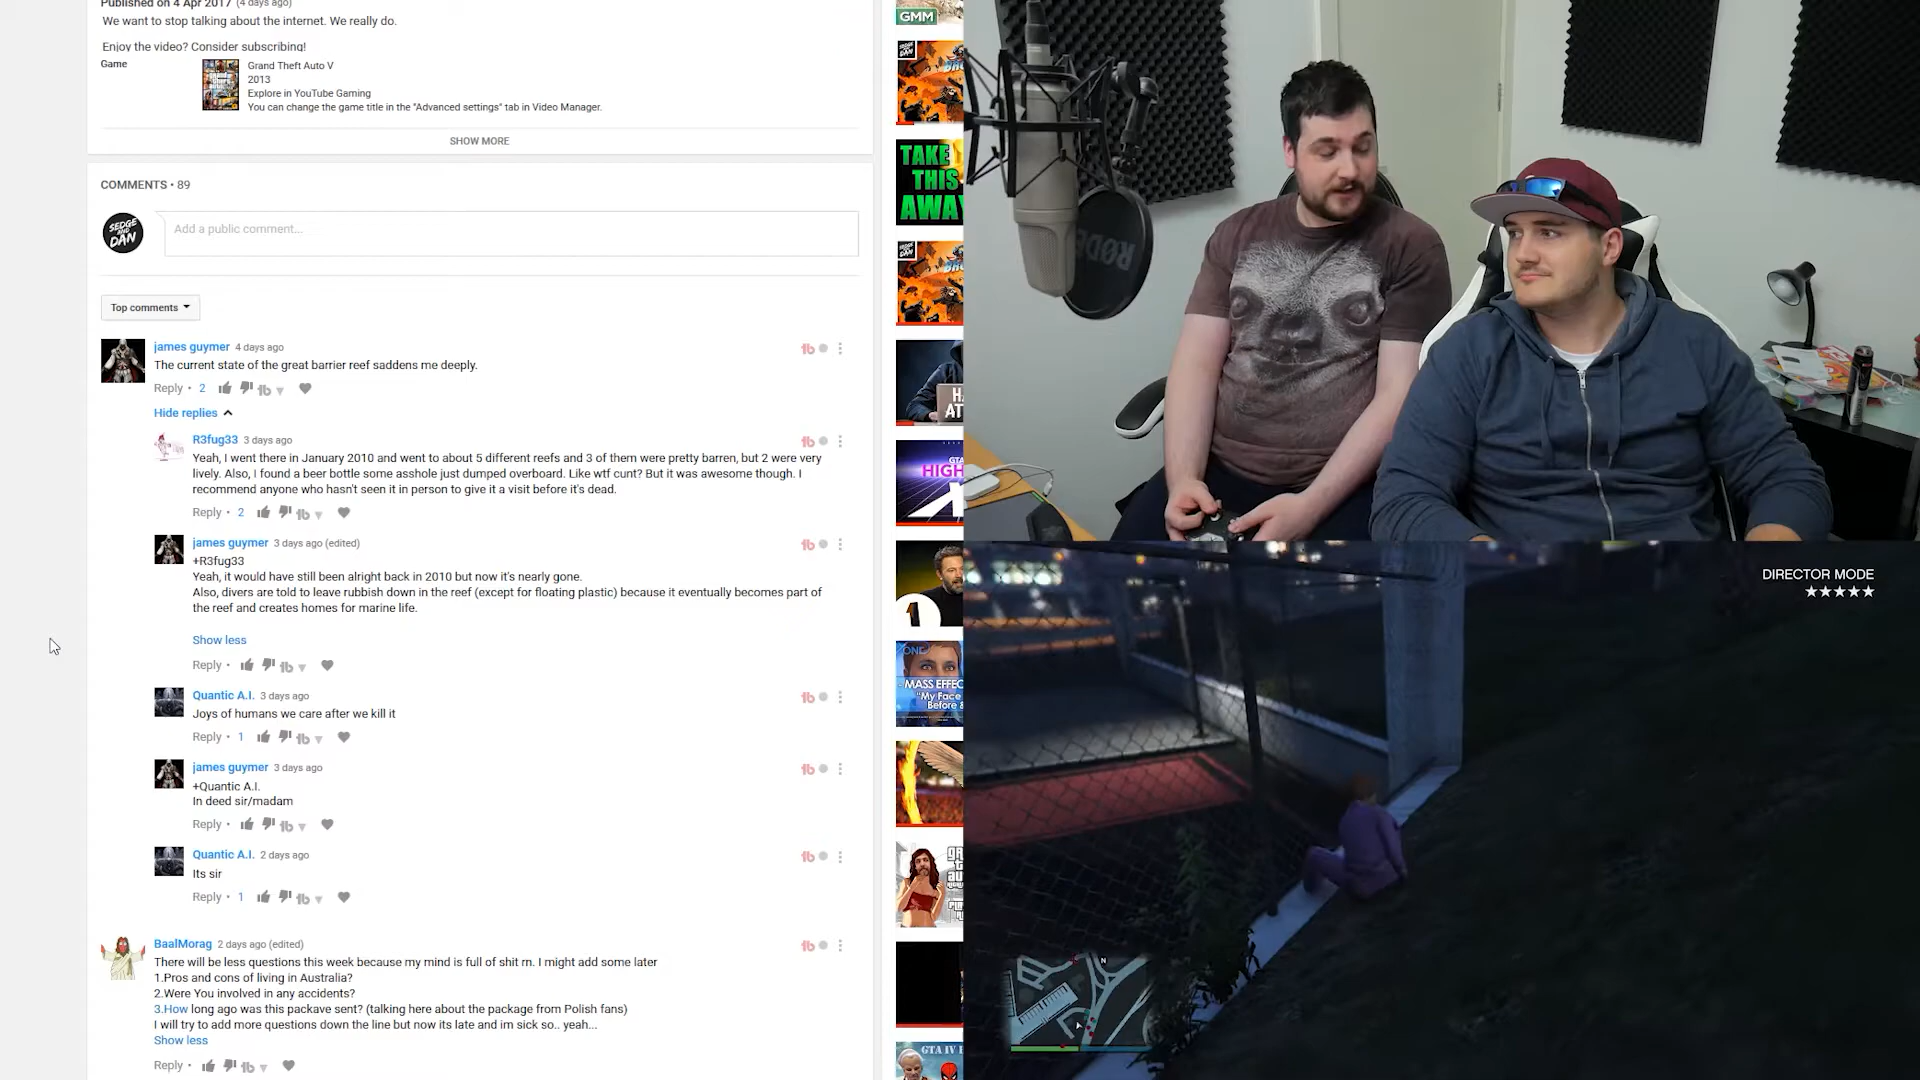 Published on 4 Apr 2017 (4 days ago)
We want to stop talking about the internet. We really do.
Enjoy the video? Consider subscribing!
Game
Grand Theft Auto V
2013
Explore in YouTube Gaming
You can change the game title in the "Advanced settings" tab in Video Manager.
SHOW MORE
COMMENTS • 89
SEDGE AND DAN
Add a public comment...
Top comments
james guymer 4 days ago
The current state of the great barrier reef saddens me deeply.
Reply • 2
Hide replies
R3fug33 3 days ago
Yeah, I went there in January 2010 and went to about 5 different reefs and 3 of them were pretty barren, but 2 were very
lively. Also, I found a beer bottle some asshole just dumped overboard. Like wtf cunt? But it was awesome though. I
recommend anyone who hasn't seen it in person to give it a visit before it's dead.
Reply • 2
james guymer 3 days ago (edited)
+R3fug33
Yeah, it would have still been alright back in 2010 but now it's nearly gone.
Also, divers are told to leave rubbish down in the reef (except for floating plastic) because it eventually becomes part of
the reef and creates homes for marine life.
Show less
Reply •
Quantic A.I. 3 days ago
Joys of humans we care after we kill it
Reply • 1
james guymer 3 days ago
+Quantic A.I.
In deed sir/madam
Reply •
Quantic A.I. 2 days ago
Its sir
Reply • 1
BaalMorag 2 days ago (edited)
There will be less questions this week because my mind is full of shit rn. I might add some later
1.Pros and cons of living in Australia?
2.Were You involved in any accidents?
3.How long ago was this packave sent? (talking here about the package from Polish fans)
I will try to add more questions down the line but now its late and im sick so.. yeah...
Show less
Reply •
GMM
TAKE
THIS
AWAY
HIGH
1
MASS EFFEC
"My Face
Before &
GTA IV
RØDE
DIRECTOR MODE
★★★★★
N